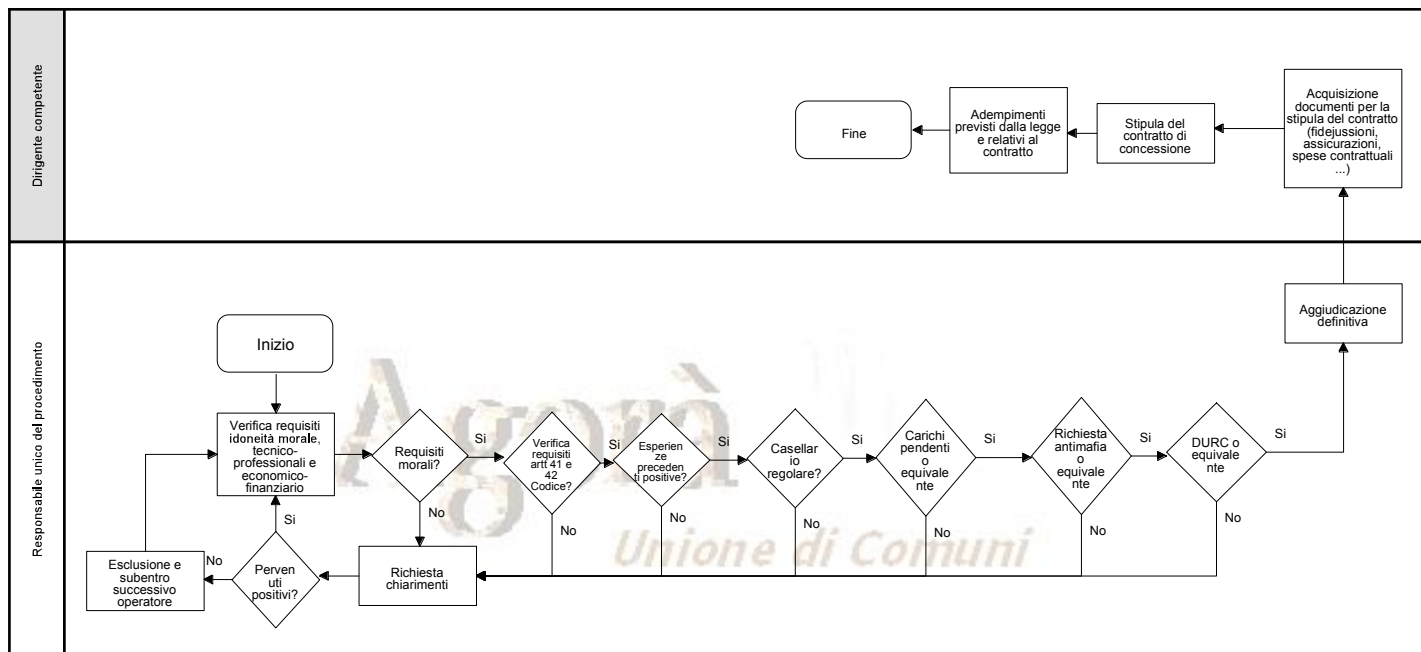 Dirigente competente
Fine
Adempimenti
previsti dalla legge
e relativi al
contratto
Stipula del
contratto di
concessione
Acquisizione
documenti per la
stipula del contratto
(fidejussioni,
assicurazioni,
spese contrattuali
...)
Responsabile unico del procedimento
Aggiudicazione
definitiva
Inizio
Agorà
Unione di Comuni
Verifica requisiti
idoneità morale,
tecnico-
professionali e
economico-
finanziario
Requisiti
morali?
Si
Verifica
requisiti
artt 41 e
42
Codice?
Si
Esperien
ze
preceden
ti positive?
Si
Casellar
io
regolare?
Si
Carichi
pendenti
o
equivale
nte
Si
Richiesta
antimafia
o
equivale
nte
Si
DURC o
equivale
nte
Si
No
No
No
No
No
No
No
Richiesta
chiarimenti
Perven
uti
positivi?
Si
No
Esclusione e
subentro
successivo
operatore